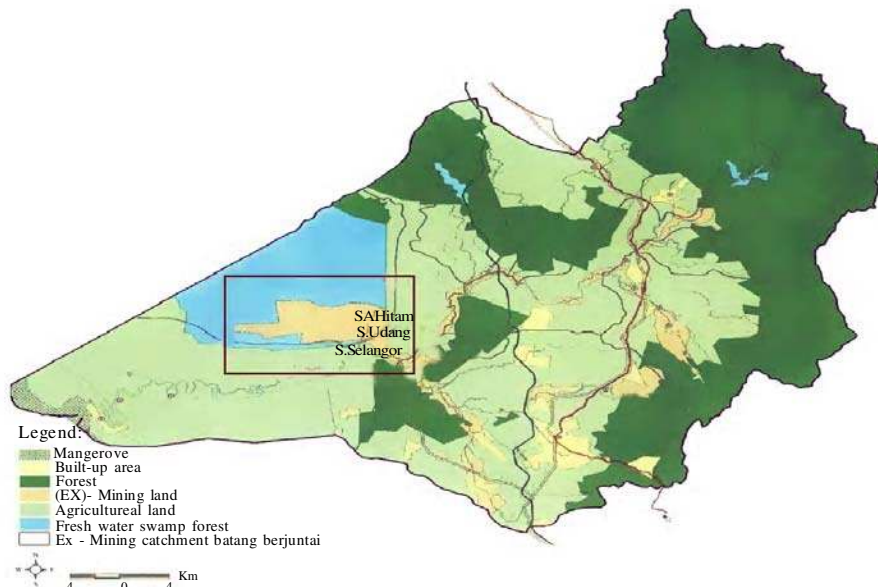 SAHitam
S.Udang
S.Selangor
Legend:
Mangerove
Built-up area
Forest
(EX)- Mining land
Agricultureal land
Fresh water swamp forest
Ex - Mining catchment batang berjuntai
N
Km
4 0 4